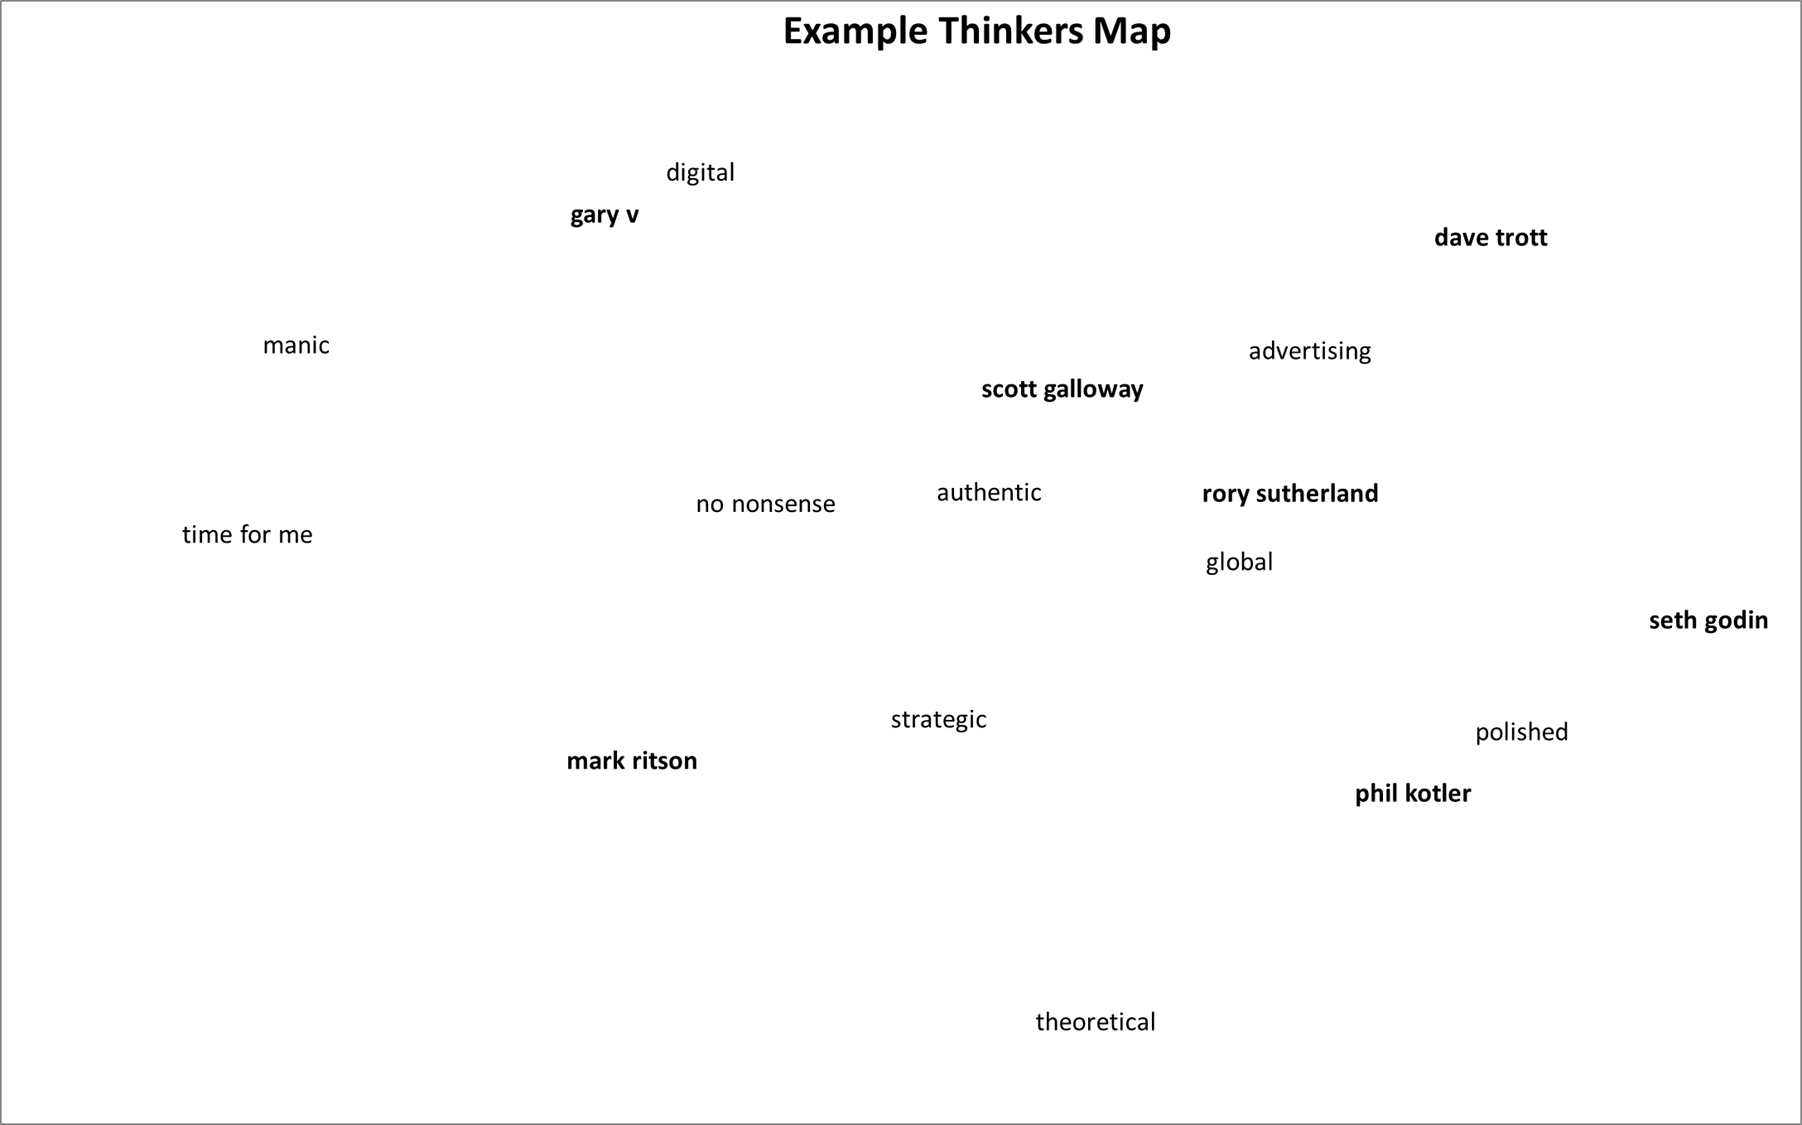 Example Thinkers Map
digital
gary v
dave trott
manic
advertising
scott galloway
authentic
rory sutherland
no nonsense
time for me
global
seth godin
strategic
polished
mark ritson
phil kotler
theoretical